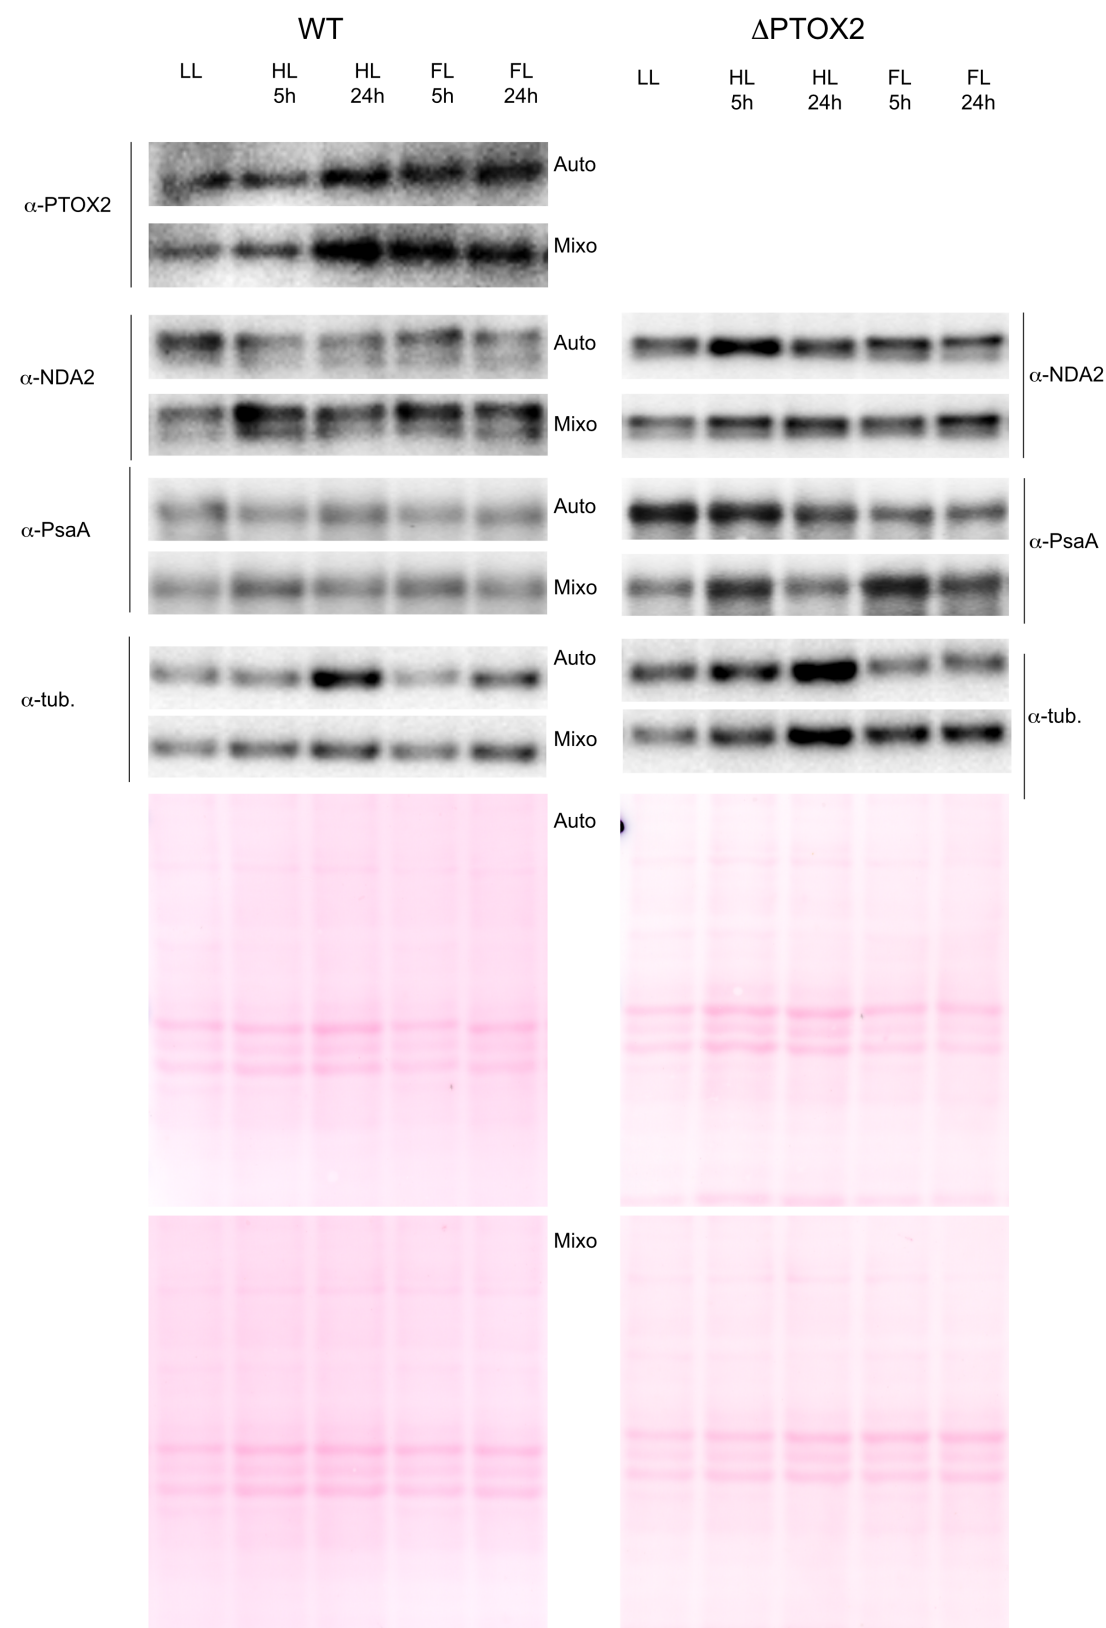 WT
ΔPTOX2
LL
HL
5h
HL
24h
FL
5h
FL
24h
LL
HL
5h
HL
24h
FL
5h
FL
24h
α-PTOX2
Auto
Mixo
α-NDA2
Auto
Mixo
α-NDA2
α-PsaA
Auto
Mixo
α-PsaA
α-tub.
Auto
Mixo
α-tub.
Auto
Mixo